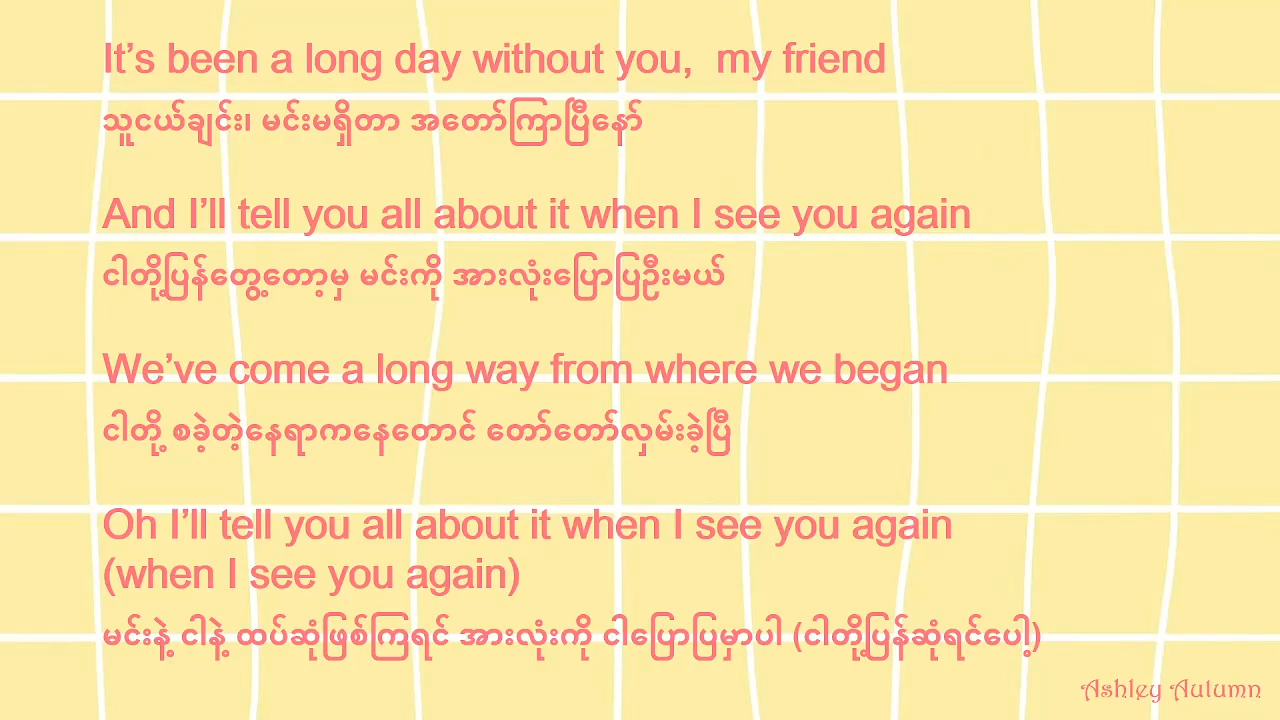 It’s been a long day without you,  my friend
သူငယ်ချင်း၊ မင်းမရှိတာ အတော်ကြာပြီနော်
And I’ll tell you all about it when I see you again
ငါတို့ပြန်တွေ့တော့မှ မင်းကို အားလုံးပြောပြဦးမယ်
We’ve come a long way from where we began
ငါတို့ စခဲ့တဲ့နေရာကနေတောင် တော်တော်လှမ်းခဲ့ပြီ
Oh I’ll tell you all about it when I see you again
(when I see you again)
မင်းနဲ့ ငါနဲ့ ထပ်ဆုံဖြစ်ကြရင် အားလုံးကို ငါပြောပြမှာပါ (ငါတို့ပြန်ဆုံရင်ပေါ့)
Ashley Autumn